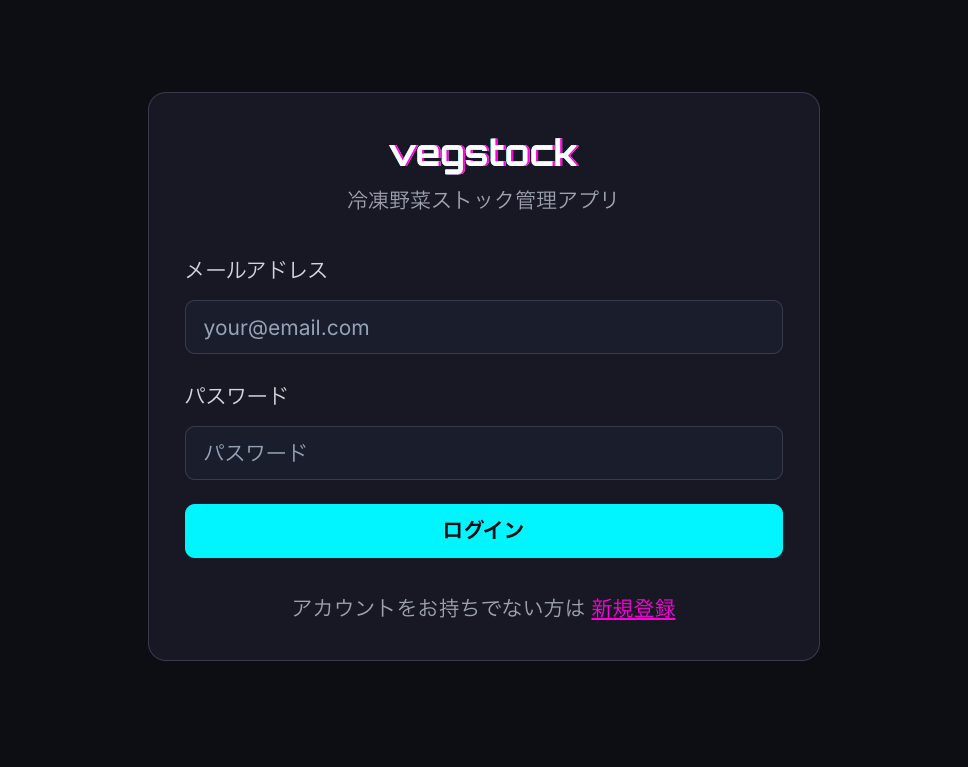 vegstock
冷凍野菜ストック管理アプリ
メールアドレス
your@email.com
パスワード
パスワード
ログイン
アカウントをお持ちでない方は 新規登録